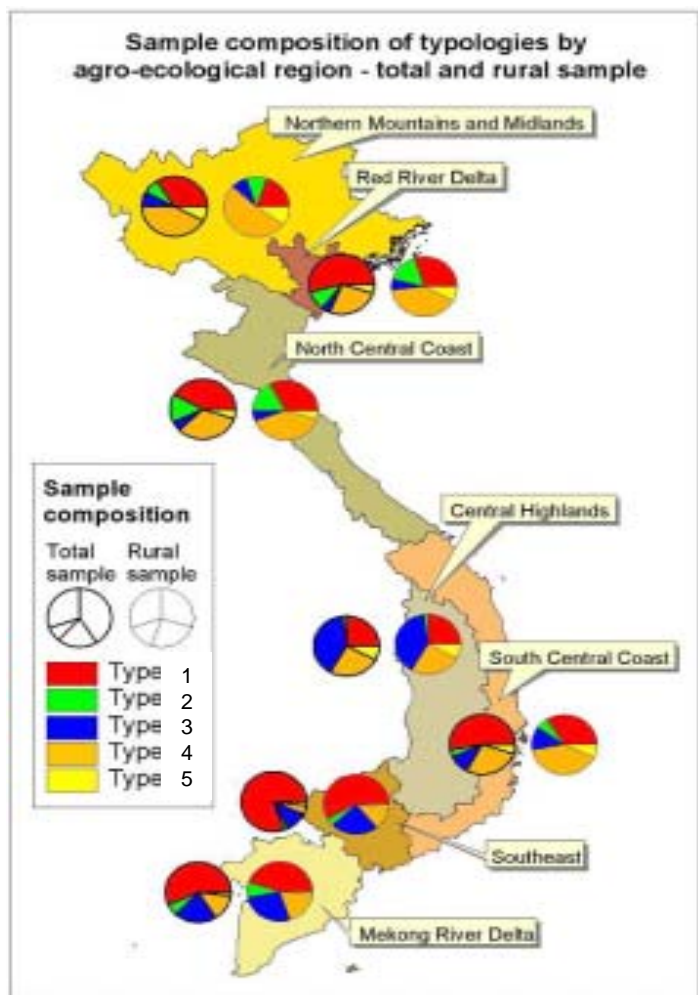 Sample composition of typologies by
agro-ecological region - total and rural sample
Northern Mountains and Midlands
Red River Delta
North Central Coast
Central Highlands
South Central Coast
Southeast
Mekong River Delta
Sample
composition
Total Rural
sample sample
Type 1
Type 2
Type 3
Type 4
Type 5